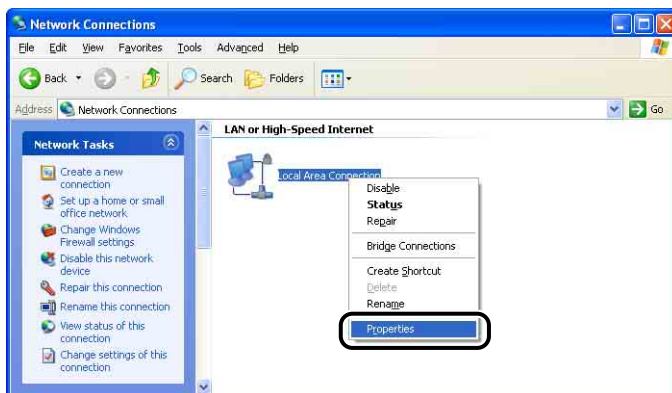 Network Connections
File Edit View Favorites Tools Advanced Help
Back Search Folders
Address Network Connections Go
Network Tasks
Create a new
connection
Set up a home or small
office network
Change Windows
Firewall settings
Disable this network
device
Repair this connection
Rename this connection
View status of this
connection
Change settings of this
connection
LAN or High-Speed Internet
Local Area Connection
Disable
Status
Repair
Bridge Connections
Create Shortcut
Delete
Rename
Properties